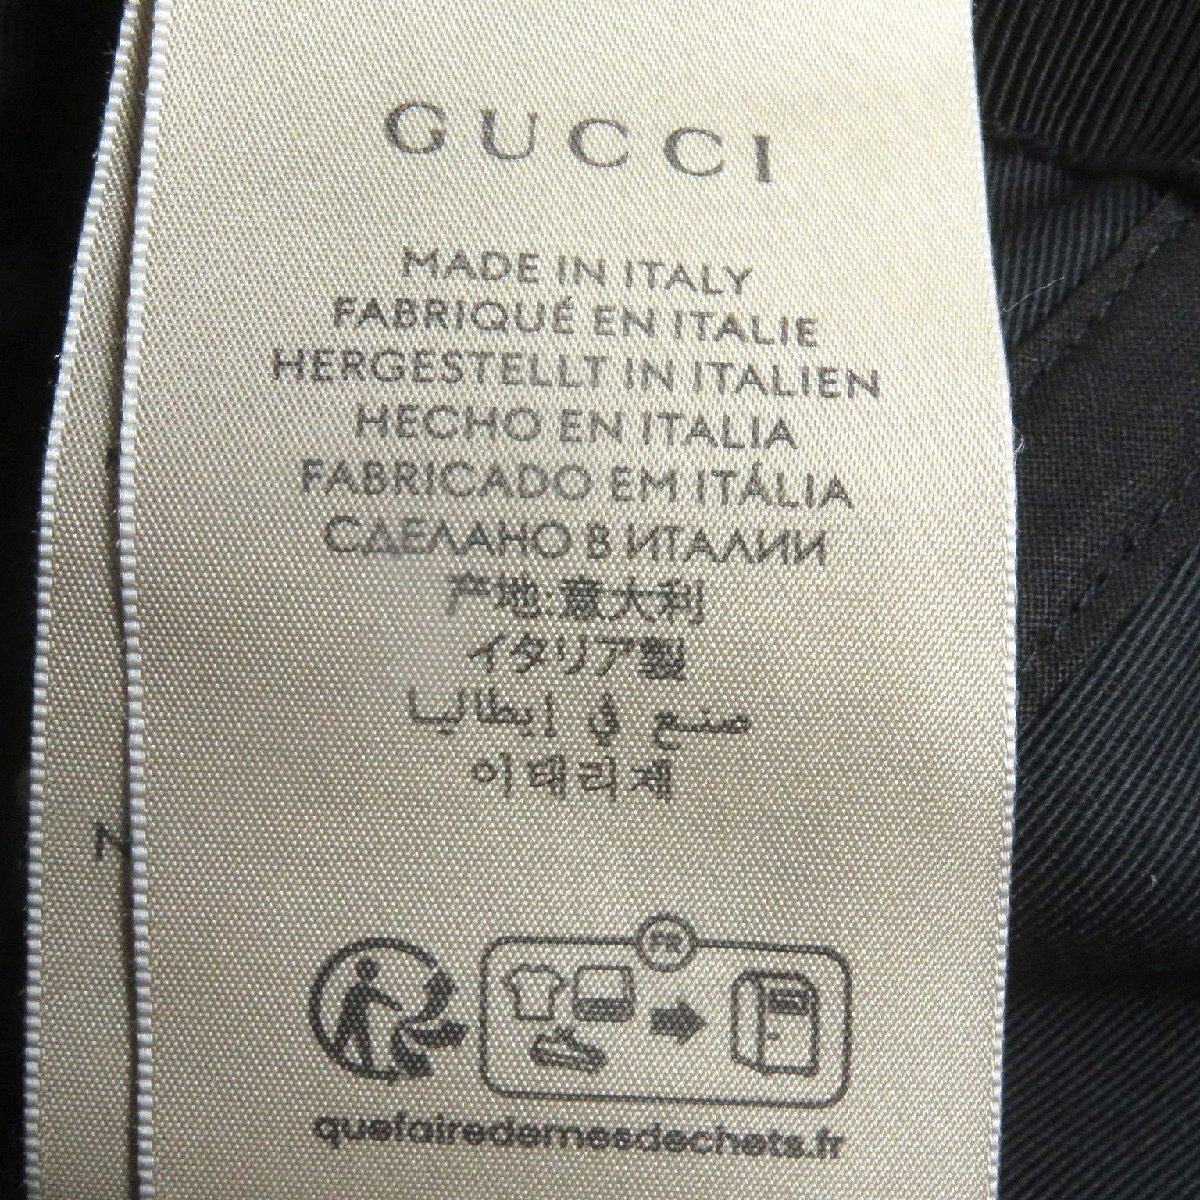 GUCCI
MADE IN ITALY
FABRIQUÉ EN ITALIE
HERGESTELLT IN ITALIEN
HECHO EN ITALIA
FABRICADO EM ITÁLIA
СДЕЛАНО В ИТАЛИИ
产地:意大利
イタリア製
صنع في إيطاليا
이태리제
FR
quefairedemesdechets.fr